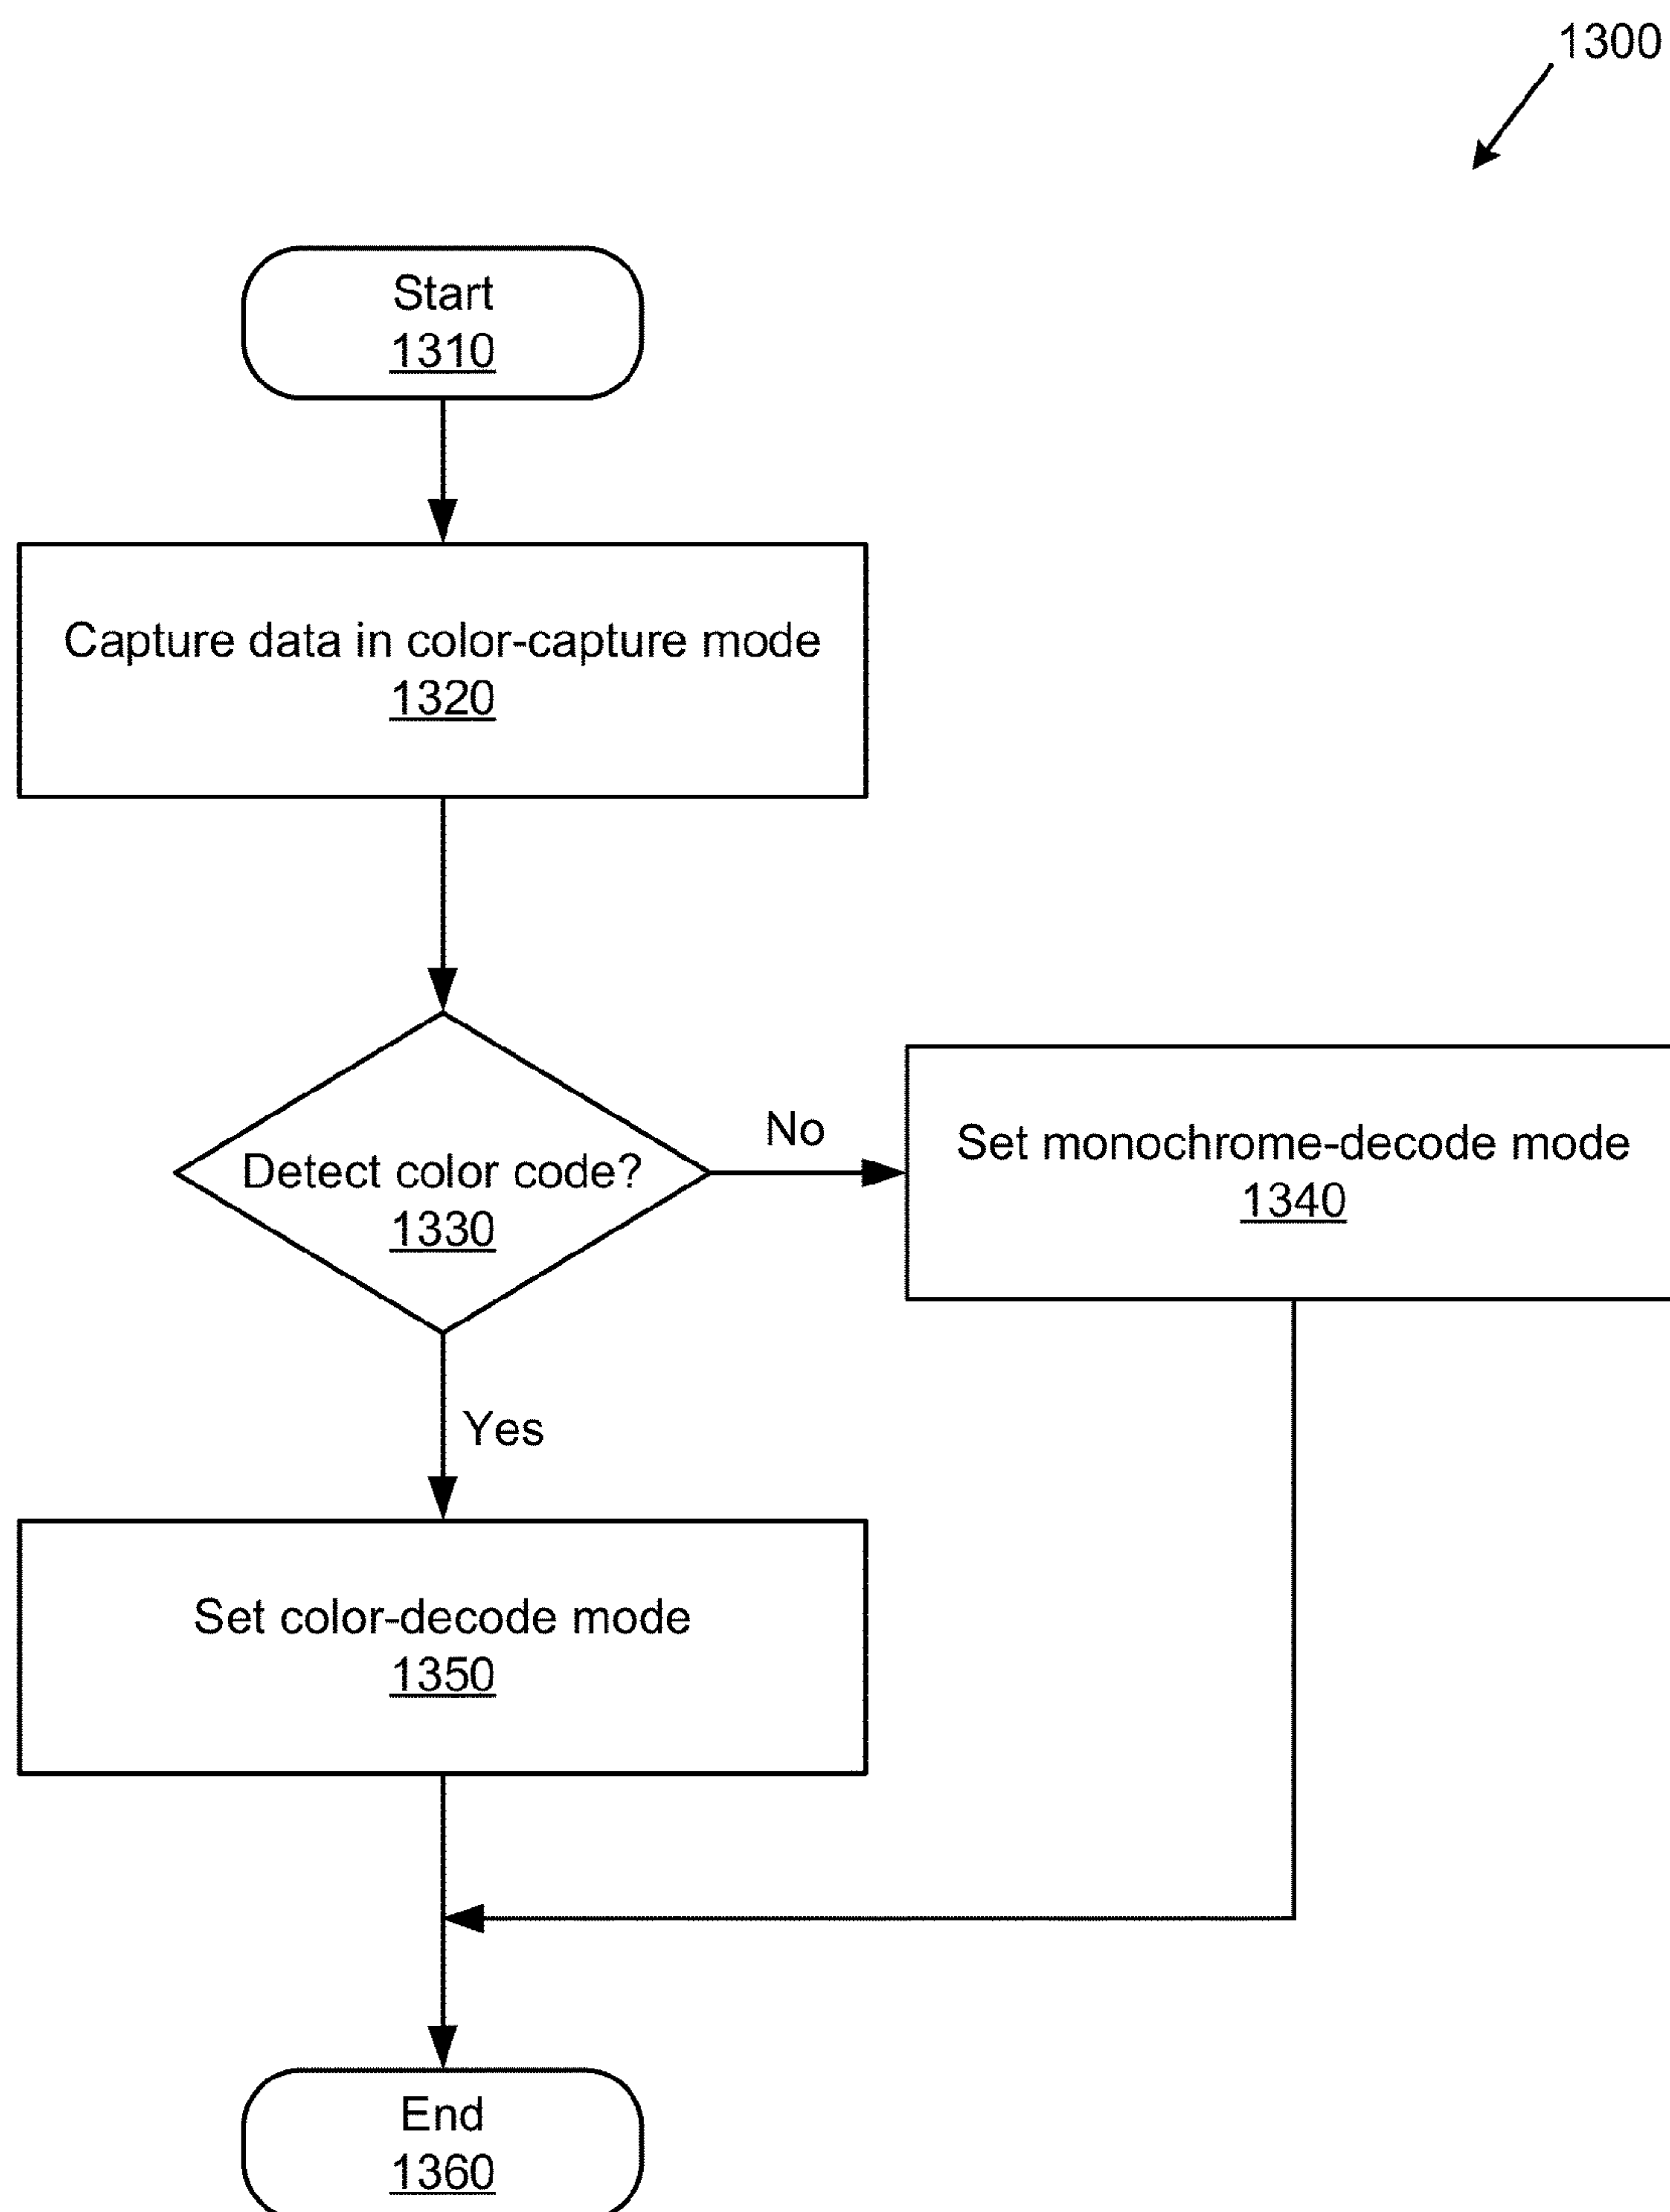 1300
Start
1310
Capture data in color-capture mode
1320
Detect color code?
1330
No
Set monochrome-decode mode
1340
Yes
Set color-decode mode
1350
End
1360